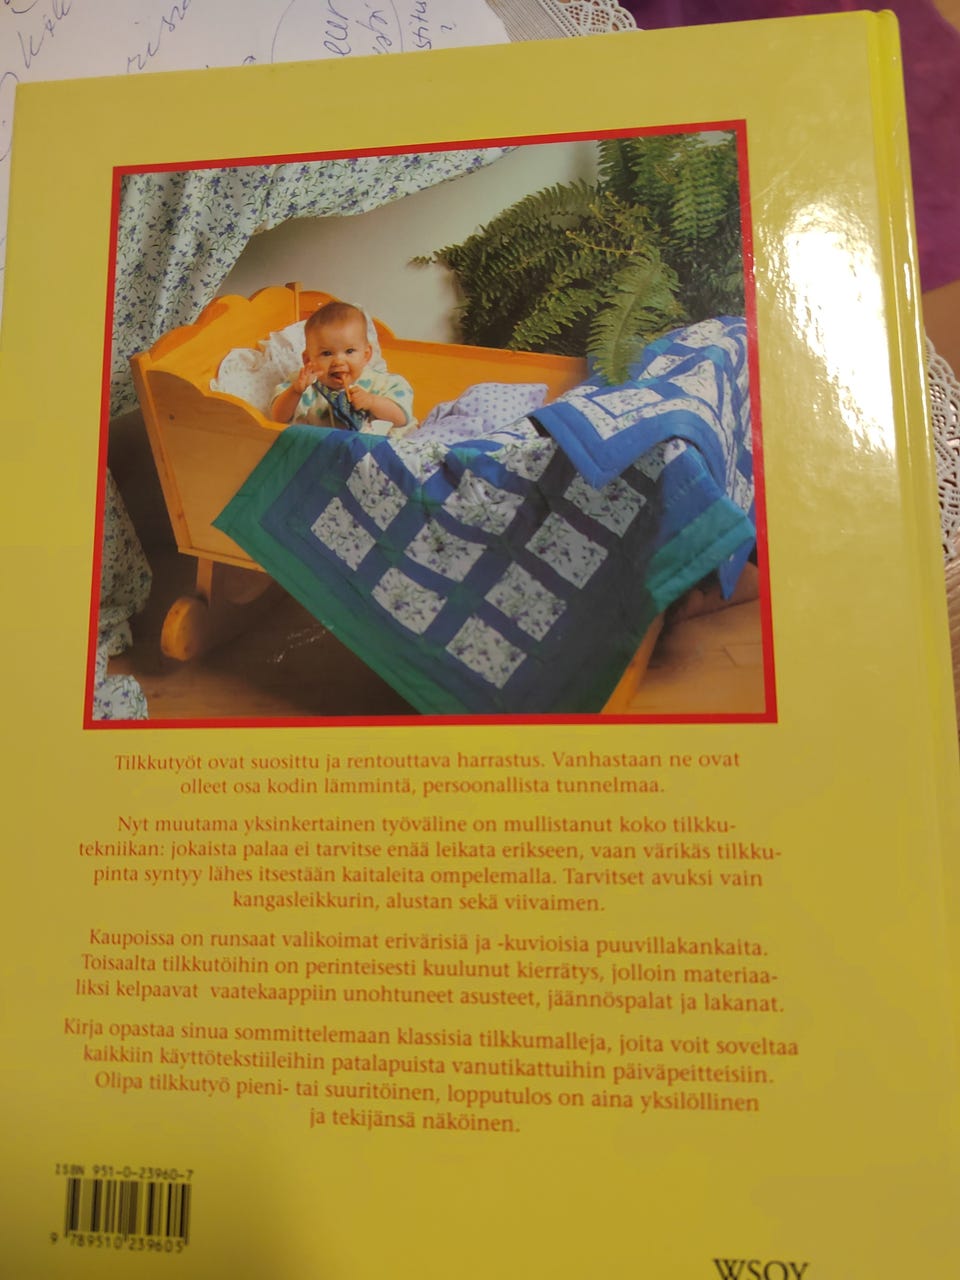 Tilkkutyöt ovat suosittu ja rentouttava harrastus. Vanhastaan ne ovat
olleet osa kodin lämmintä, persoonallista tunnelmaa.
Nyt muutama yksinkertainen työväline on mullistanut koko tilkku-
tekniikan: jokaista palaa ei tarvitse enää leikata erikseen, vaan värikäs tilkku-
pinta syntyy lähes itsestään kaitaleita ompelemalla. Tarvitset avuksi vain
kangasleikkurin, alustan sekä viivaimen.
Kaupoissa on runsaat valikoimat erivärisiä ja -kuvioisia puuvillakankaita.
Toisaalta tilkkutöihin on perinteisesti kuulunut kierrätys, jolloin materiaa-
liksi kelpaavat vaatekaappiin unohtuneet asusteet, jäännöspalat ja lakanat.
Kirja opastaa sinua sommittelemaan klassisia tilkkumalleja, joita voit soveltaa
kaikkiin käyttötekstiileihin patalapuista vanutikattuihin päiväpeitteisiin.
Olipa tilkkutyö pieni- tai suuritöinen, lopputulos on aina yksilöllinen
ja tekijänsä näköinen.
ISBN 951-0-23960-7
9 789510 239605
WSOY